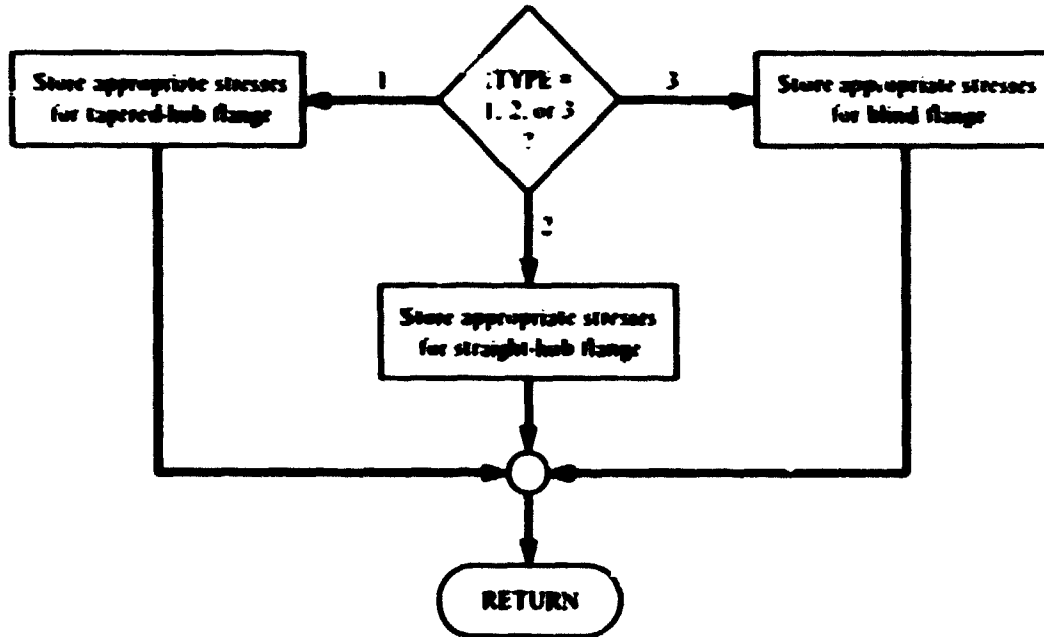 ITYPE =
1, 2, or 3
?
1
3
2
Store appropriate stresses
for tapered-hub flange
Store appropriate stresses
for blind flange
Store appropriate stresses
for straight-hub flange
RETURN